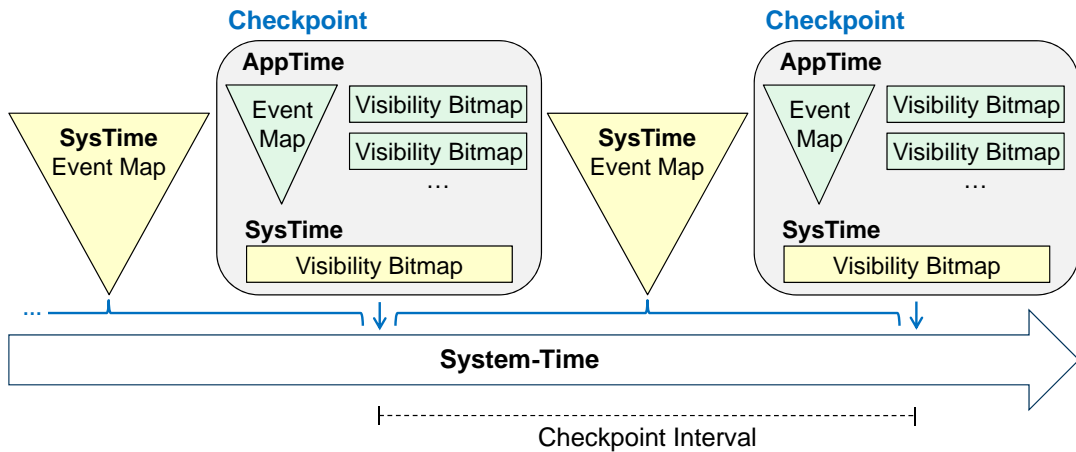 Checkpoint
Checkpoint
AppTime
Event
Map
Visibility Bitmap
Visibility Bitmap
...
SysTime
Event Map
SysTime
Visibility Bitmap
AppTime
Event
Map
Visibility Bitmap
Visibility Bitmap
...
SysTime
Event Map
SysTime
Visibility Bitmap
...
System-Time
Checkpoint Interval